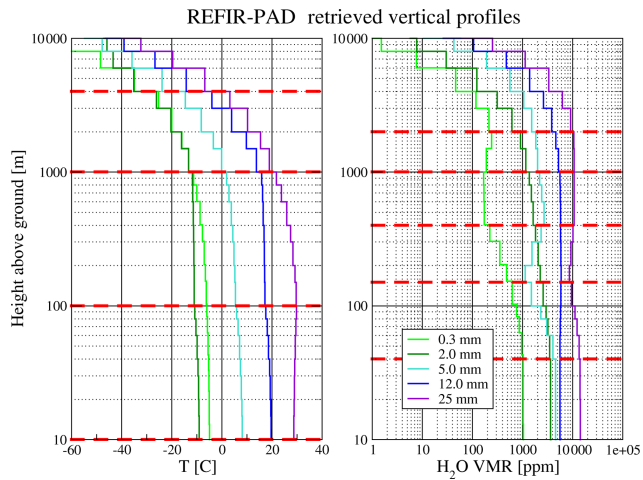 REFIR-PAD retrieved vertical profiles
10000
1000
100
10
Height above ground [m]
-60
-40
-20
0
20
40
T [C]
10000
1000
100
10
0.3 mm
2.0 mm
5.0 mm
12.0 mm
25 mm
1
10
100
1000
10000
1e+05
H2O VMR [ppm]